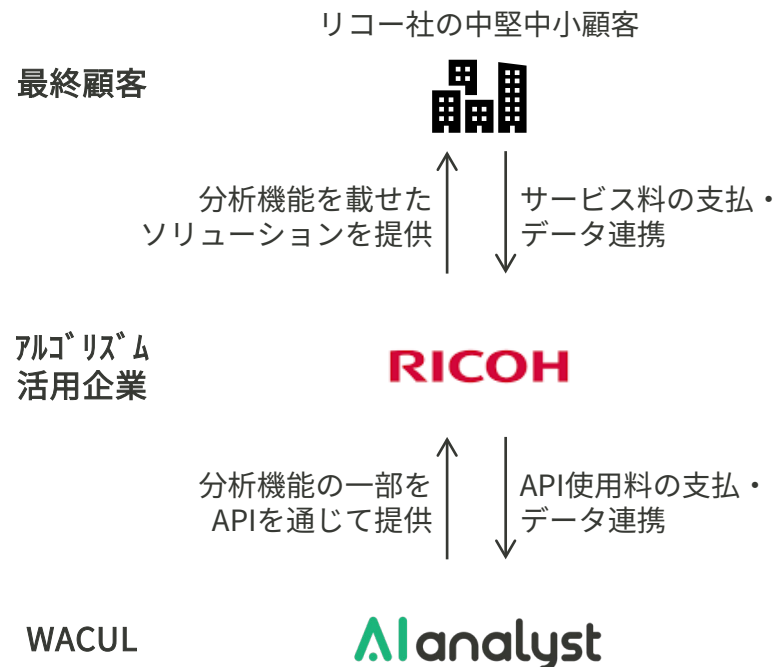 リコー社の中堅中小顧客
最終顧客
分析機能を載せた
ソリューションを提供
サービス料の支払・
データ連携
ｱﾙｺﾞﾘｽﾞﾑ
活用企業
RICOH
分析機能の一部を
APIを通じて提供
API使用料の支払・
データ連携
WACUL
AI analyst